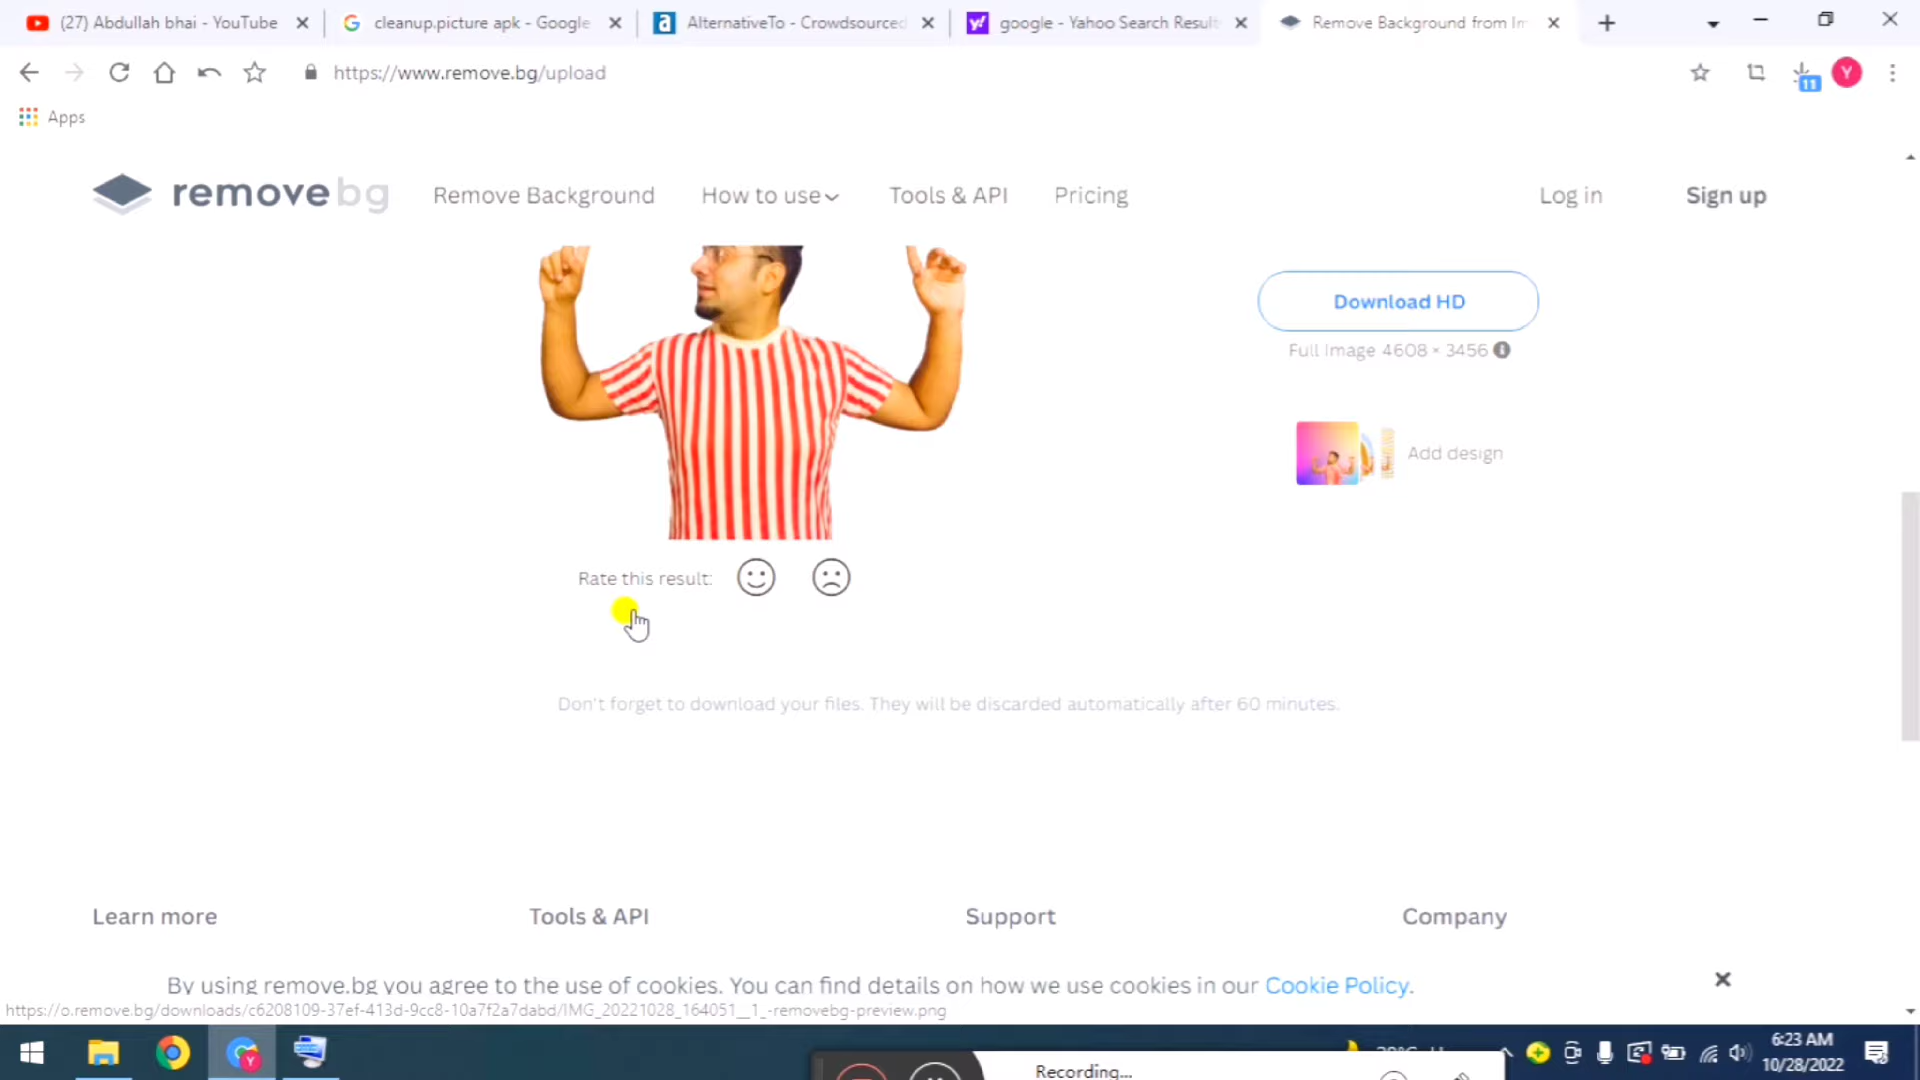 (27) Abdullah bhai - YouTube
cleanup.picture apk - Google
AlternativeTo - Crowdsourced
google - Yahoo Search Result
Remove Background from Im
https://www.remove.bg/upload
11
Y
Apps
removebg
Remove Background
How to use
Tools & API
Pricing
Log in
Sign up
Download HD
Full Image 4608 × 3456
Add design
Rate this result:
Don't forget to download your files. They will be discarded automatically after 60 minutes.
Learn more
Tools & API
Support
Company
By using remove.bg you agree to the use of cookies. You can find details on how we use cookies in our Cookie Policy.
https://o.remove.bg/downloads/c6208109-37ef-413d-9cc8-10a7f2a7dabd/IMG_20221028_164051__1_-removebg-preview.png
Recording...
6:23 AM
10/28/2022